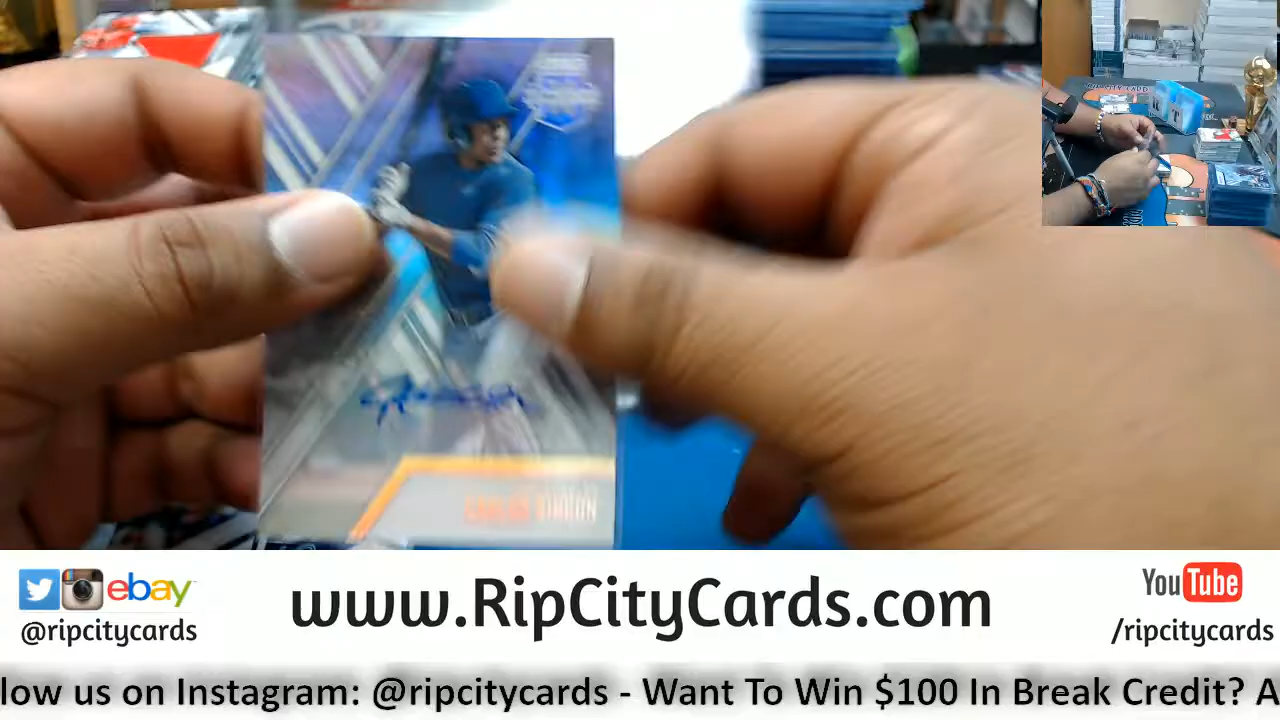 ebay
@ripcitycards
www.RipCityCards.com
YouTube
/ripcitycards
low us on Instagram: @ripcitycards - Want To Win $100 In Break Credit? A